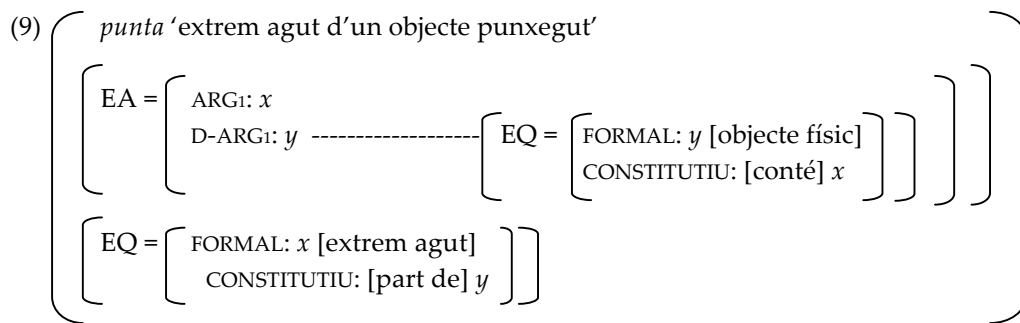 (9) punta ‘extrem agut d’un objecte punxegut’
EA = ARG1: x
D-ARG1: y ------------------- EQ = FORMAL: y [objecte físic]
CONSTITUTIU: [conté] x
EQ = FORMAL: x [extrem agut]
CONSTITUTIU: [part de] y